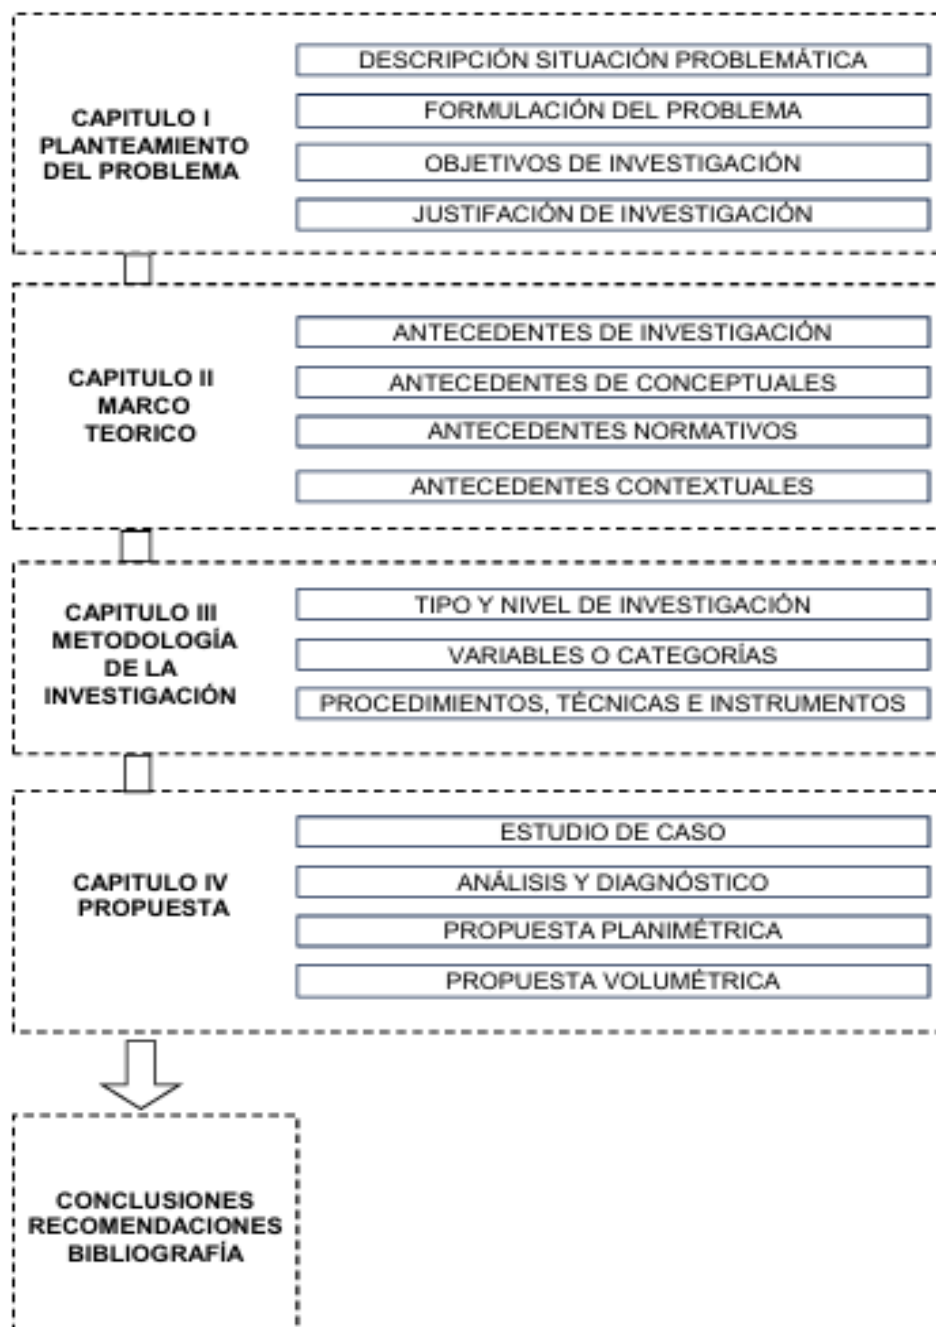 CAPITULO I
PLANTEAMIENTO
DEL PROBLEMA
DESCRIPCIÓN SITUACIÓN PROBLEMÁTICA
FORMULACIÓN DEL PROBLEMA
OBJETIVOS DE INVESTIGACIÓN
JUSTIFACIÓN DE INVESTIGACIÓN
CAPITULO II
MARCO
TEORICO
ANTECEDENTES DE INVESTIGACIÓN
ANTECEDENTES DE CONCEPTUALES
ANTECEDENTES NORMATIVOS
ANTECEDENTES CONTEXTUALES
CAPITULO III
METODOLOGÍA
DE LA
INVESTIGACIÓN
TIPO Y NIVEL DE INVESTIGACIÓN
VARIABLES O CATEGORÍAS
PROCEDIMIENTOS, TÉCNICAS E INSTRUMENTOS
CAPITULO IV
PROPUESTA
ESTUDIO DE CASO
ANÁLISIS Y DIAGNÓSTICO
PROPUESTA PLANIMÉTRICA
PROPUESTA VOLUMÉTRICA
CONCLUSIONES
RECOMENDACIONES
BIBLIOGRAFÍA